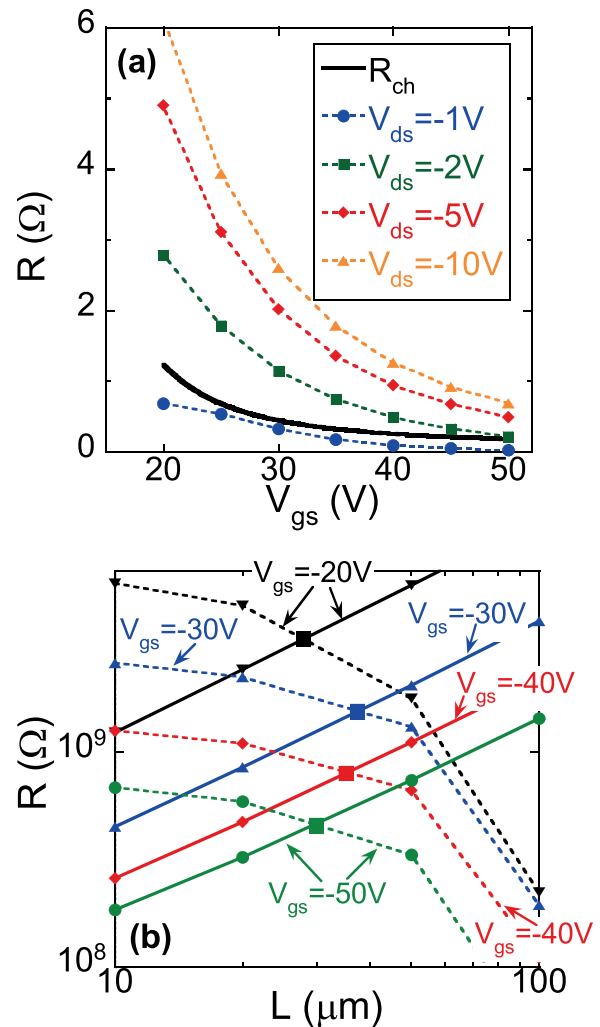 (a)
R_ch
V_ds=-1V
V_ds=-2V
V_ds=-5V
V_ds=-10V
6
4
2
0
R (Ω)
20
30
40
50
V_gs (V)
V_gs=-20V
V_gs=-30V
V_gs=-30V
V_gs=-40V
V_gs=-50V
V_gs=-40V
(b)
10^9
10^8
R (Ω)
10
100
L (μm)